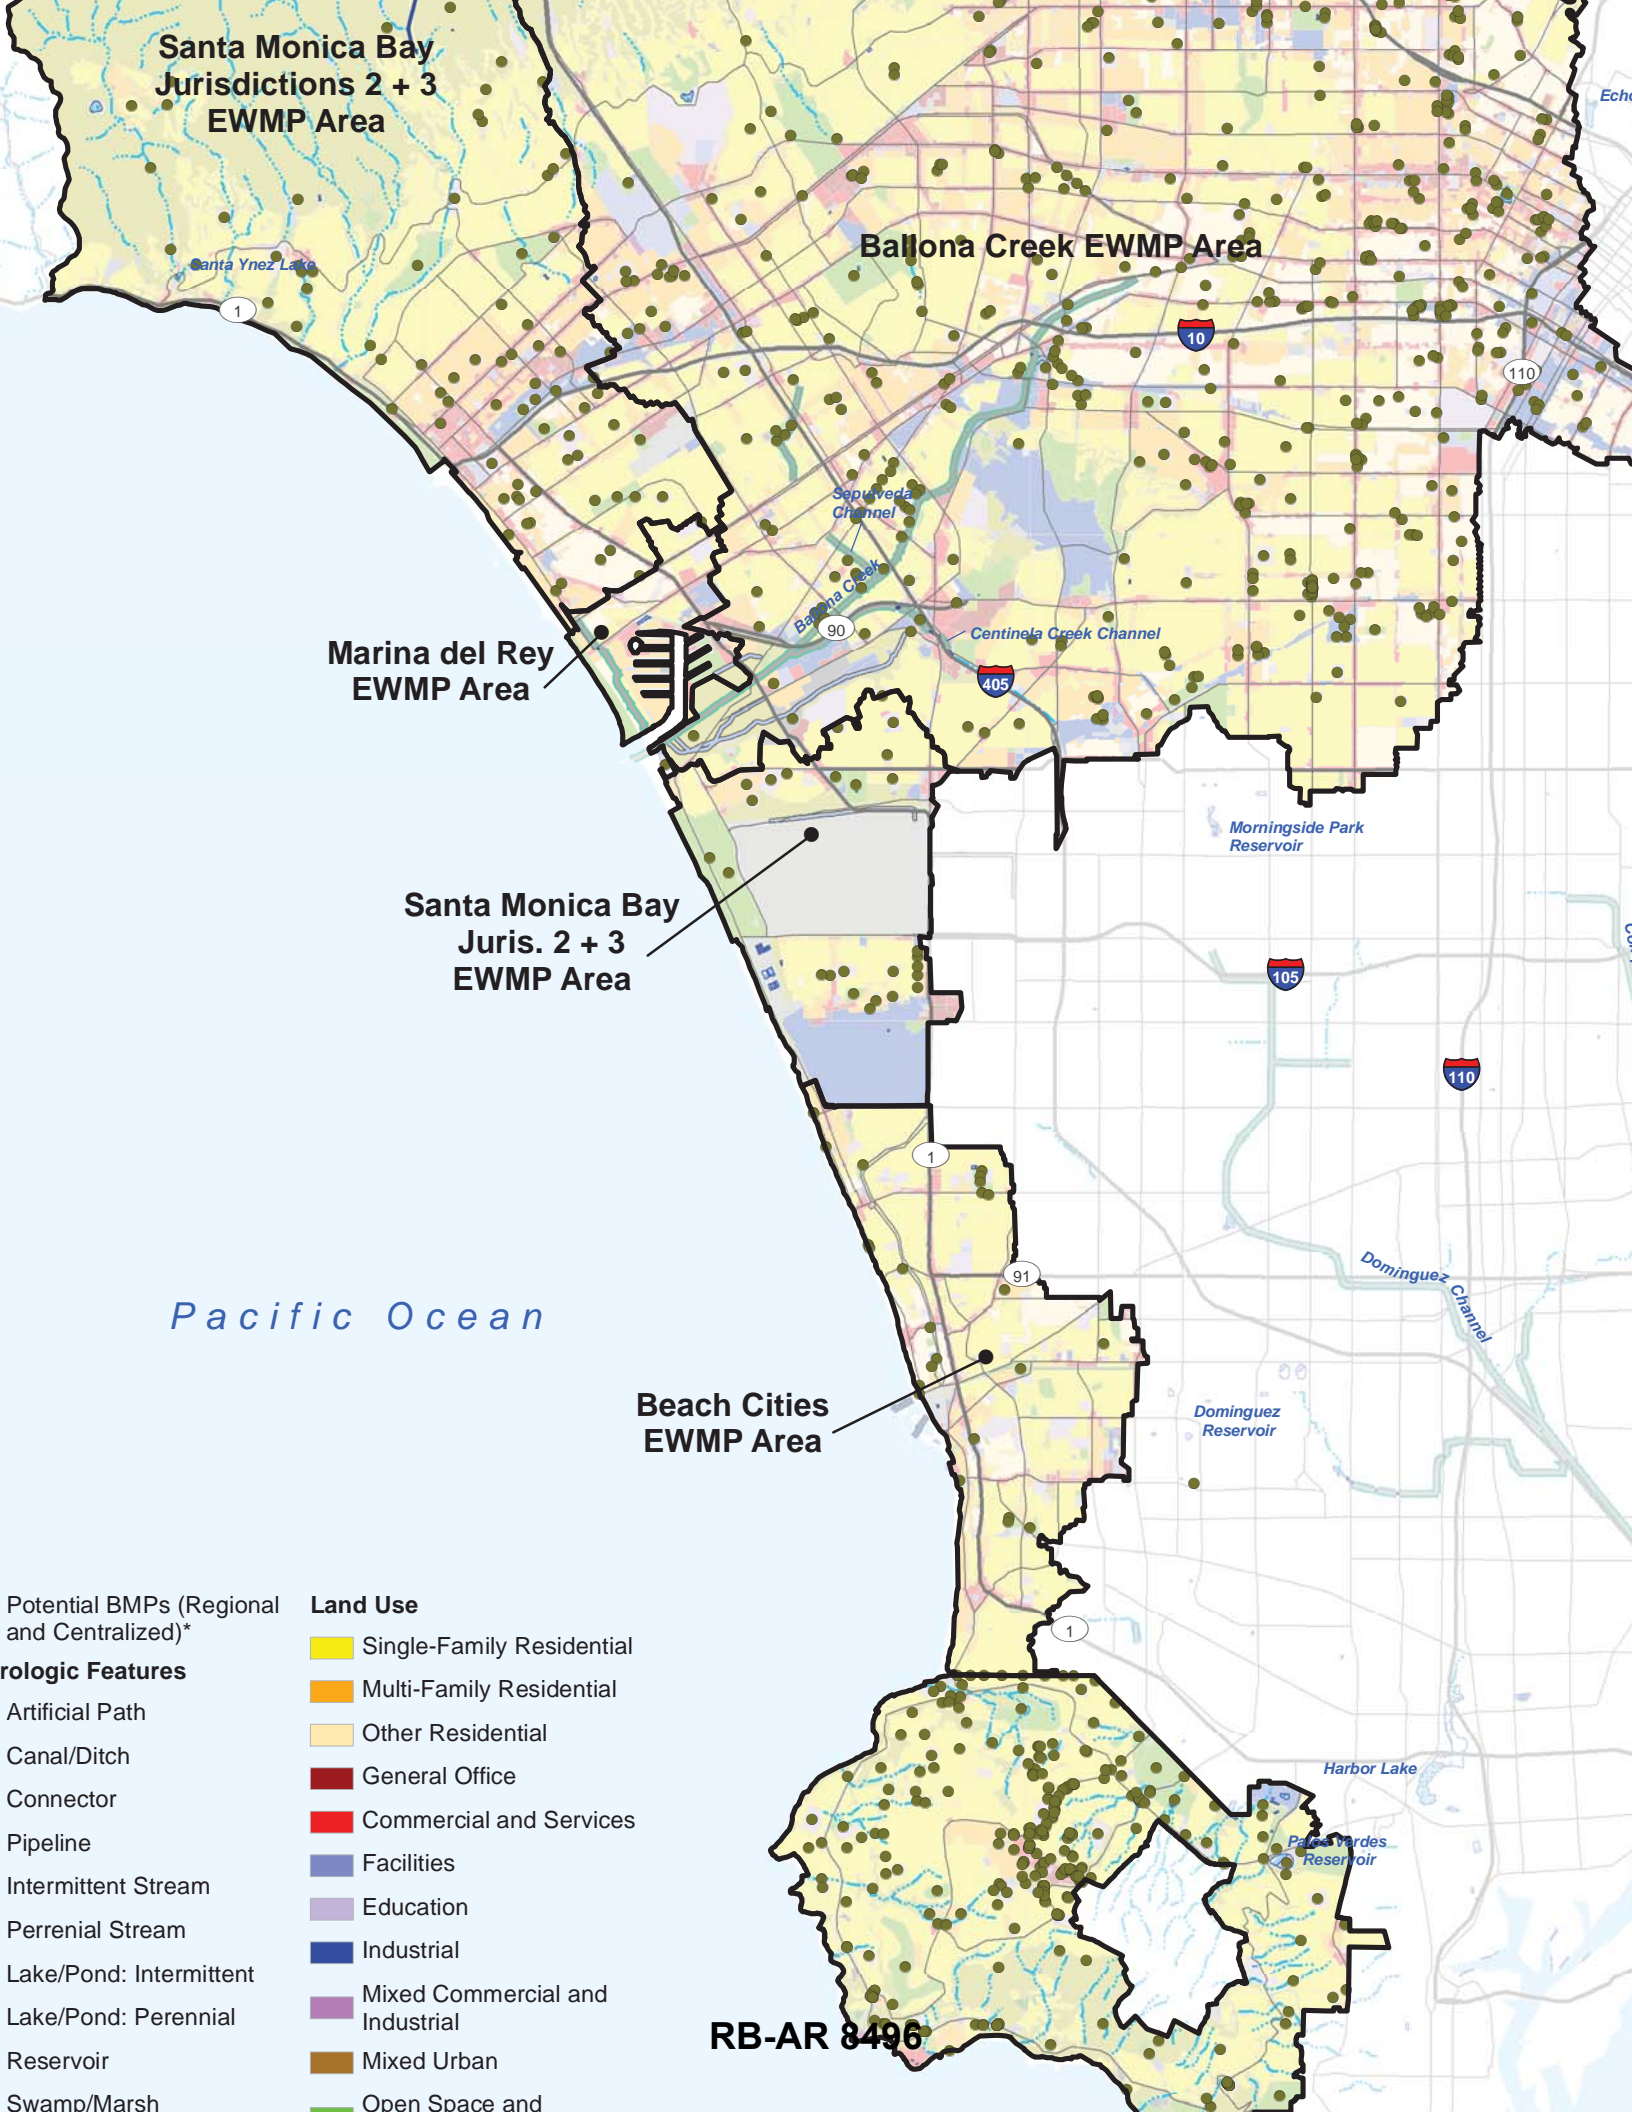 Santa Monica Bay
Jurisdictions 2 + 3
EWMP Area
Echo
Ballona Creek EWMP Area
Santa Ynez Lake
1
10
110
Sepulveda
Channel
Ballona Creek
90
Centinela Creek Channel
405
Marina del Rey
EWMP Area
Morningside Park
Reservoir
Santa Monica Bay
Juris. 2 + 3
EWMP Area
105
110
1
91
Dominguez Channel
Pacific Ocean
Beach Cities
EWMP Area
Dominguez
Reservoir
1
Harbor Lake
Palos Verdes
Reservoir
Potential BMPs (Regional
and Centralized)*
rologic Features
Artificial Path
Canal/Ditch
Connector
Pipeline
Intermittent Stream
Perrenial Stream
Lake/Pond: Intermittent
Lake/Pond: Perennial
Reservoir
Swamp/Marsh
Land Use
Single-Family Residential
Multi-Family Residential
Other Residential
General Office
Commercial and Services
Facilities
Education
Industrial
Mixed Commercial and
Industrial
Mixed Urban
Open Space and
RB-AR 8496